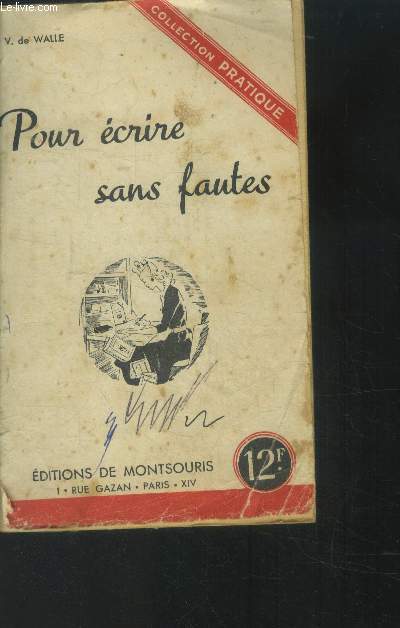 Le-livre.com
V. de WALLE
COLLECTION PRATIQUE
Pour écrire
sans fautes
ÉDITIONS DE MONTSOURIS
1 • RUE GAZAN • PARIS • XIV
12F.